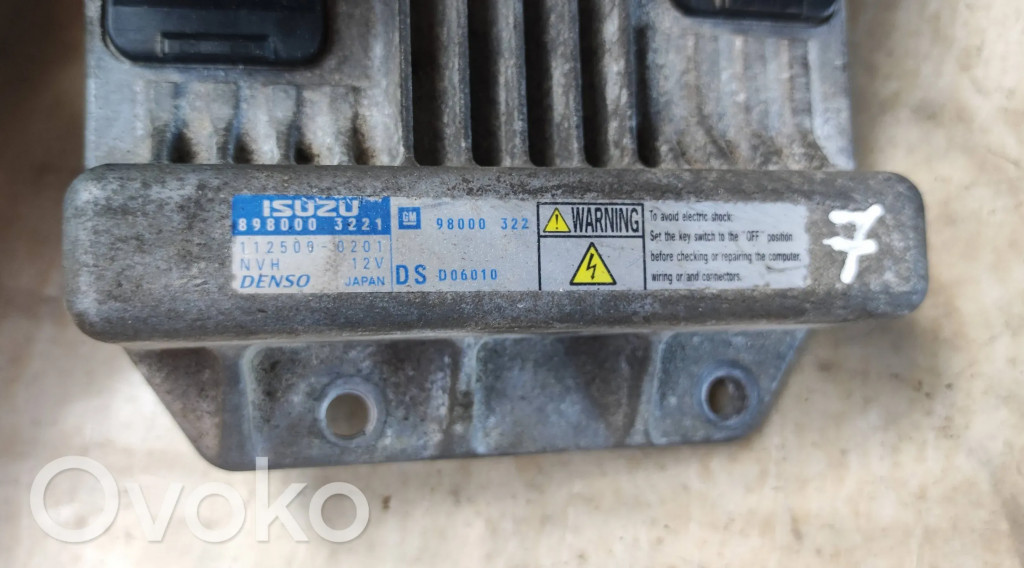 ISUZU
898000 3221
112500-0201
NVH 12V
DENSO JAPAN
GM 98000 322
DS D06010
WARNING
To avoid electric shock:
Set the key switch to the "OFF" position
before checking or repairing the computer,
wiring or and connectors.
7
Ovoko